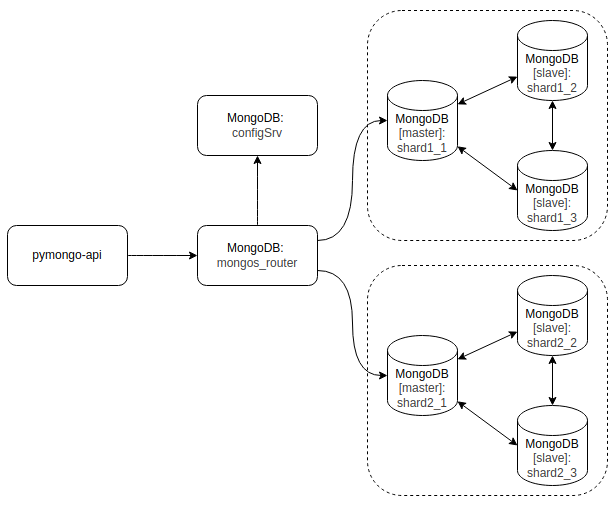 pymongo-api
MongoDB:
configSrv
MongoDB:
mongos_router
MongoDB
[master]:
shard1_1
MongoDB
[slave]:
shard1_2
MongoDB
[slave]:
shard1_3
MongoDB
[master]:
shard2_1
MongoDB
[slave]:
shard2_2
MongoDB
[slave]:
shard2_3